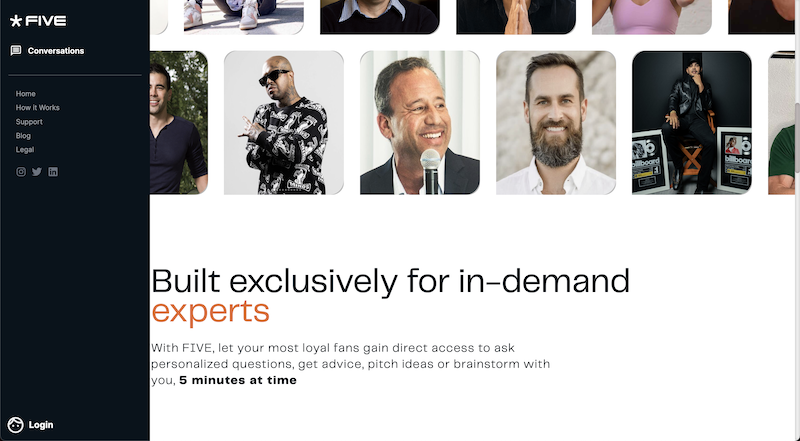 FIVE
Conversations
Home
How it Works
Support
Blog
Legal
billboard
billboard
Built exclusively for in-demand
experts
With FIVE, let your most loyal fans gain direct access to ask
personalized questions, get advice, pitch ideas or brainstorm with
you, 5 minutes at time
Login